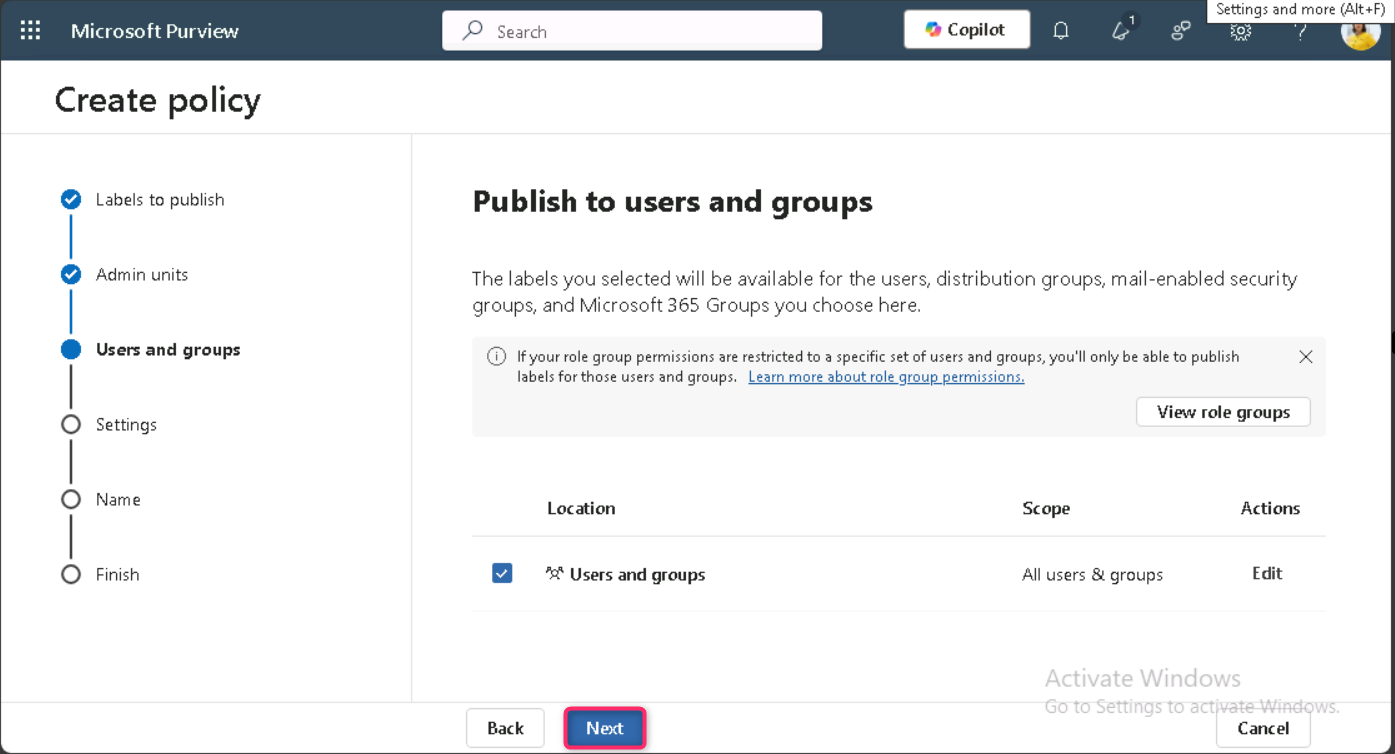 Settings and more (Alt+F)
Microsoft Purview
Search
Copilot
1
Create policy
Labels to publish
Admin units
Users and groups
Settings
Name
Finish
Publish to users and groups
The labels you selected will be available for the users, distribution groups, mail-enabled security
groups, and Microsoft 365 Groups you choose here.
If your role group permissions are restricted to a specific set of users and groups, you'll only be able to publish
labels for those users and groups. Learn more about role group permissions.
View role groups
Location Scope Actions
Users and groups All users & groups Edit
Activate Windows
Go to Settings to activate Windows.
Back Next Cancel